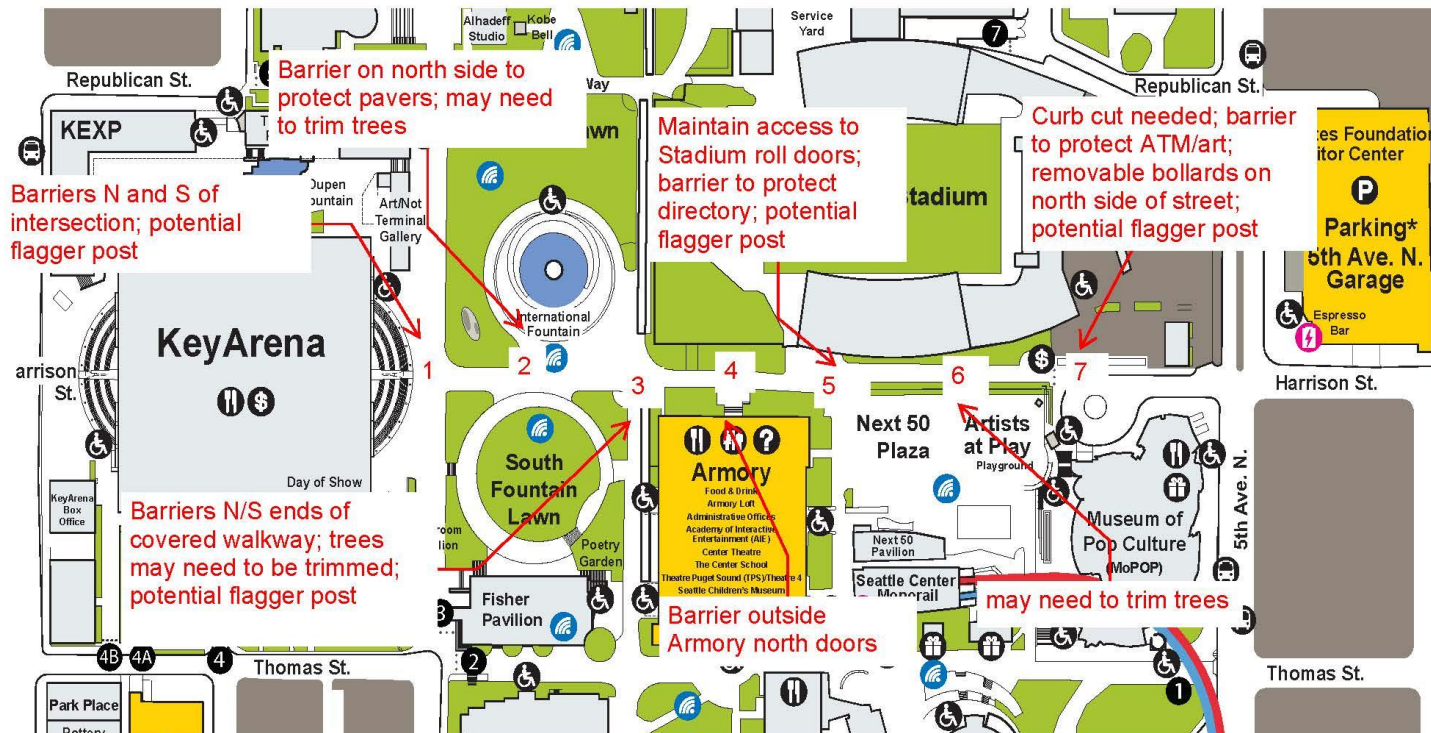 Alhadeff
Studio
Kobe
Bell
Service
Yard
7
Republican St.
Republican St.
Barrier on north side to
protect pavers; may need
to trim trees
Way
KEXP
Maintain access to
Stadium roll doors;
barrier to protect
directory; potential
flagger post
Curb cut needed; barrier
to protect ATM/art;
removable bollards on
north side of street;
potential flagger post
Foundation
Center
P
Parking*
5th Ave. N.
Garage
Espresso
Bar
Barriers N and S of
intersection; potential
flagger post
Dupen
Fountain
Art/Not
Terminal
Gallery
Stadium
International
Fountain
KeyArena
$
arrison
St.
1
2
3
4
5
6
7
$
Harrison St.
Next 50
Plaza
Artists
at Play
Playground
South
Fountain
Lawn
?
Armory
Food & Drink
Armory Loft
Administrative Offices
Academy of Interactive
Entertainment (AIE)
Center Theatre
The Center School
Theatre Puget Sound (TPS)/Theatre 4
Seattle Children's Museum
5th Ave. N.
Day of Show
KeyArena
Box
Office
Barriers N/S ends of
covered walkway; trees
may need to be trimmed;
potential flagger post
Poetry
Garden
Next 50
Pavilion
Museum of
Pop Culture
(MoPOP)
Seattle Center
Monorail
Fisher
Pavilion
3
Barrier outside
Armory north doors
may need to trim trees
4B
4A
4
Thomas St.
2
Thomas St.
1
Park Place
Pottery